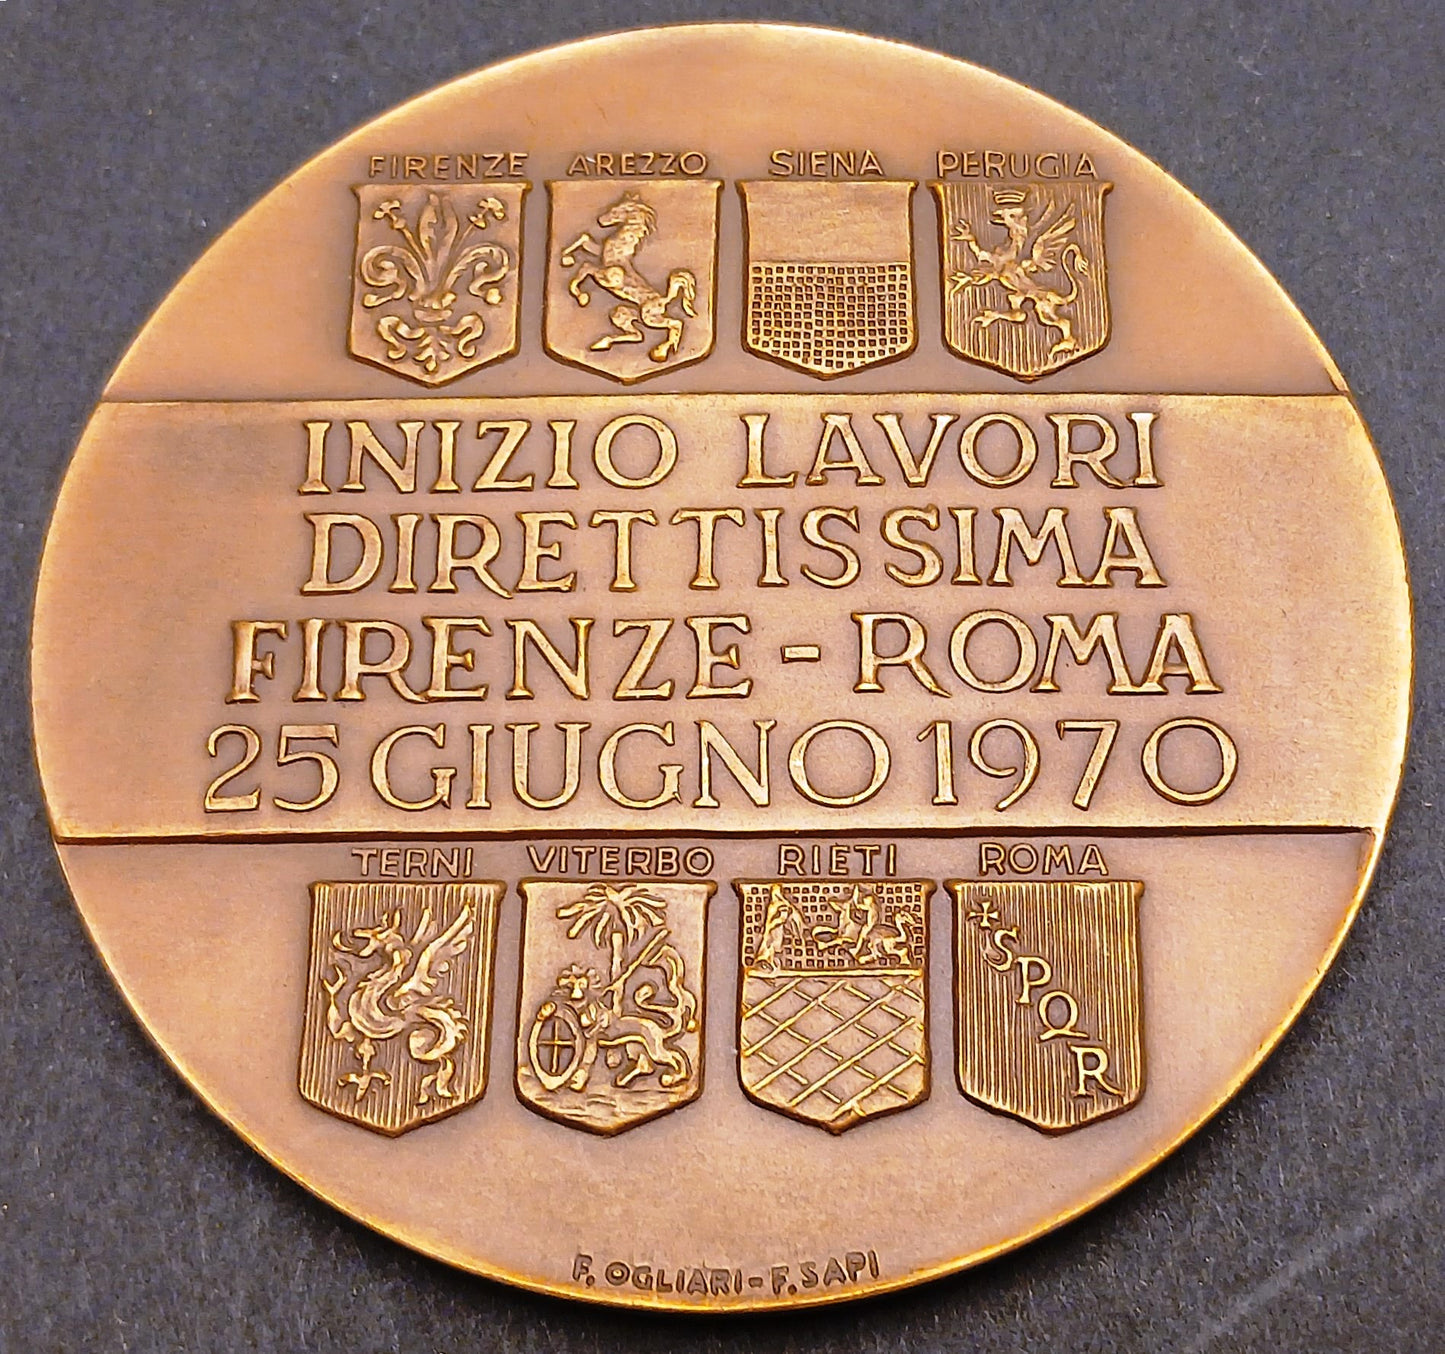 FIRENZE AREZZO SIENA PERUGIA
INIZIO LAVORI
DIRETTISSIMA
FIRENZE-ROMA
25 GIUGNO 1970
TERNI VITERBO RIETI ROMA
SPQR
F. OGLIARI-F.SAPI